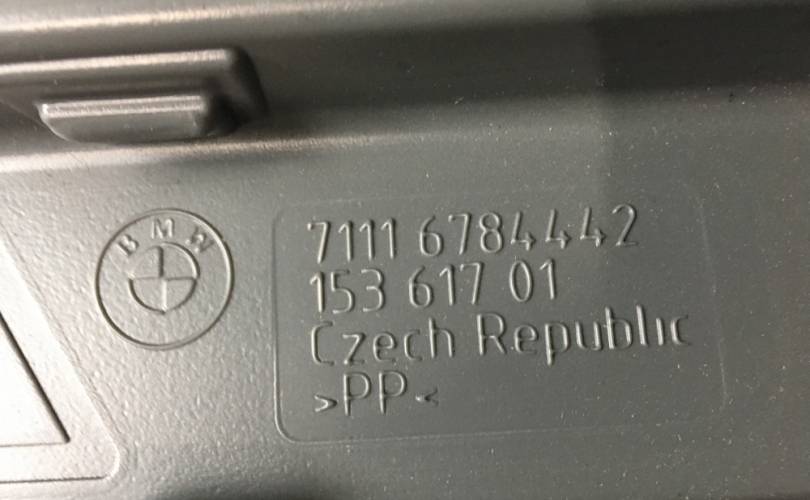 BMW
7111 6784442
153 617 01
Czech Republic
>PP<